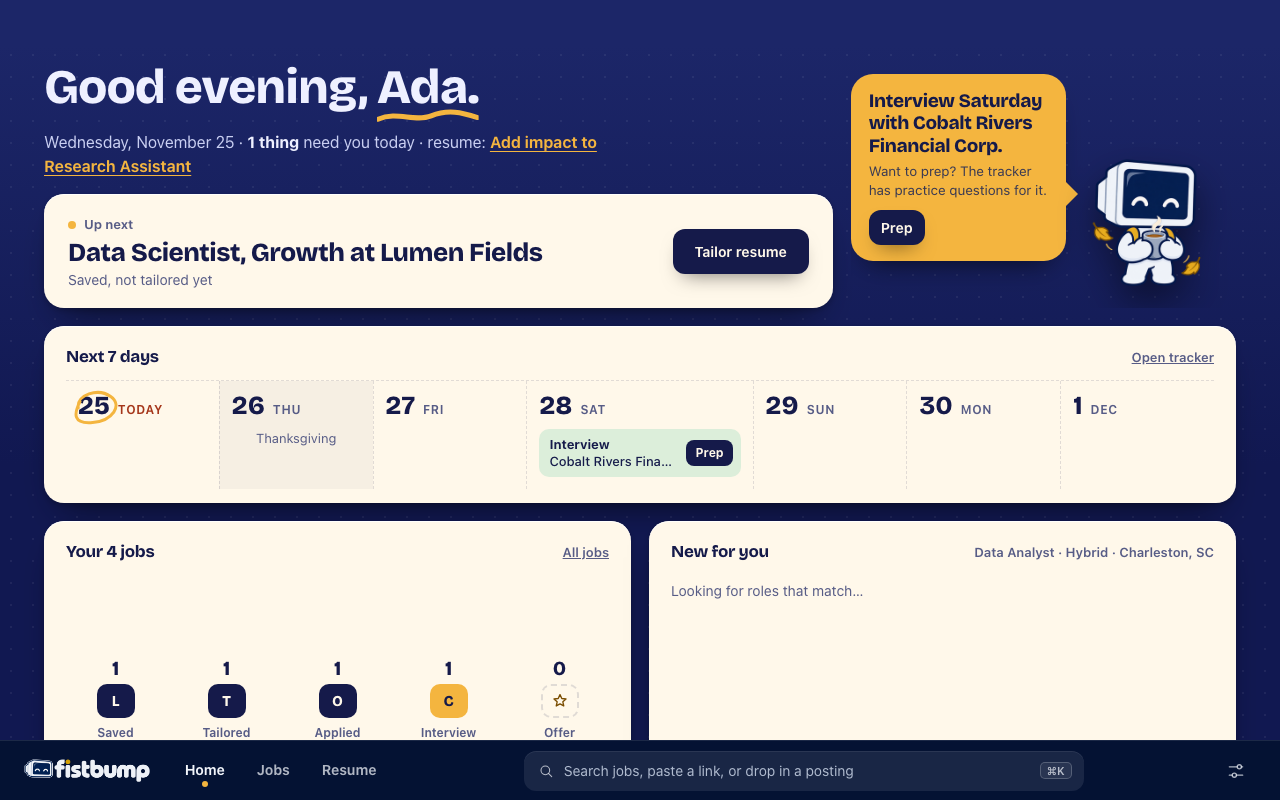 Good evening, Ada.
Wednesday, November 25 · 1 thing need you today · resume: Add impact to
Research Assistant
Interview Saturday
with Cobalt Rivers
Financial Corp.
Want to prep? The tracker
has practice questions for it.
Prep
Up next
Data Scientist, Growth at Lumen Fields
Saved, not tailored yet
Tailor resume
Next 7 days
Open tracker
25 TODAY
26 THU
27 FRI
28 SAT
29 SUN
30 MON
1 DEC
Thanksgiving
Interview
Cobalt Rivers Fina...
Prep
Your 4 jobs
All jobs
1 1 1 1 0
L T O C
Saved Tailored Applied Interview Offer
New for you
Data Analyst · Hybrid · Charleston, SC
Looking for roles that match...
fistbump
Home
Jobs
Resume
Search jobs, paste a link, or drop in a posting
⌘K